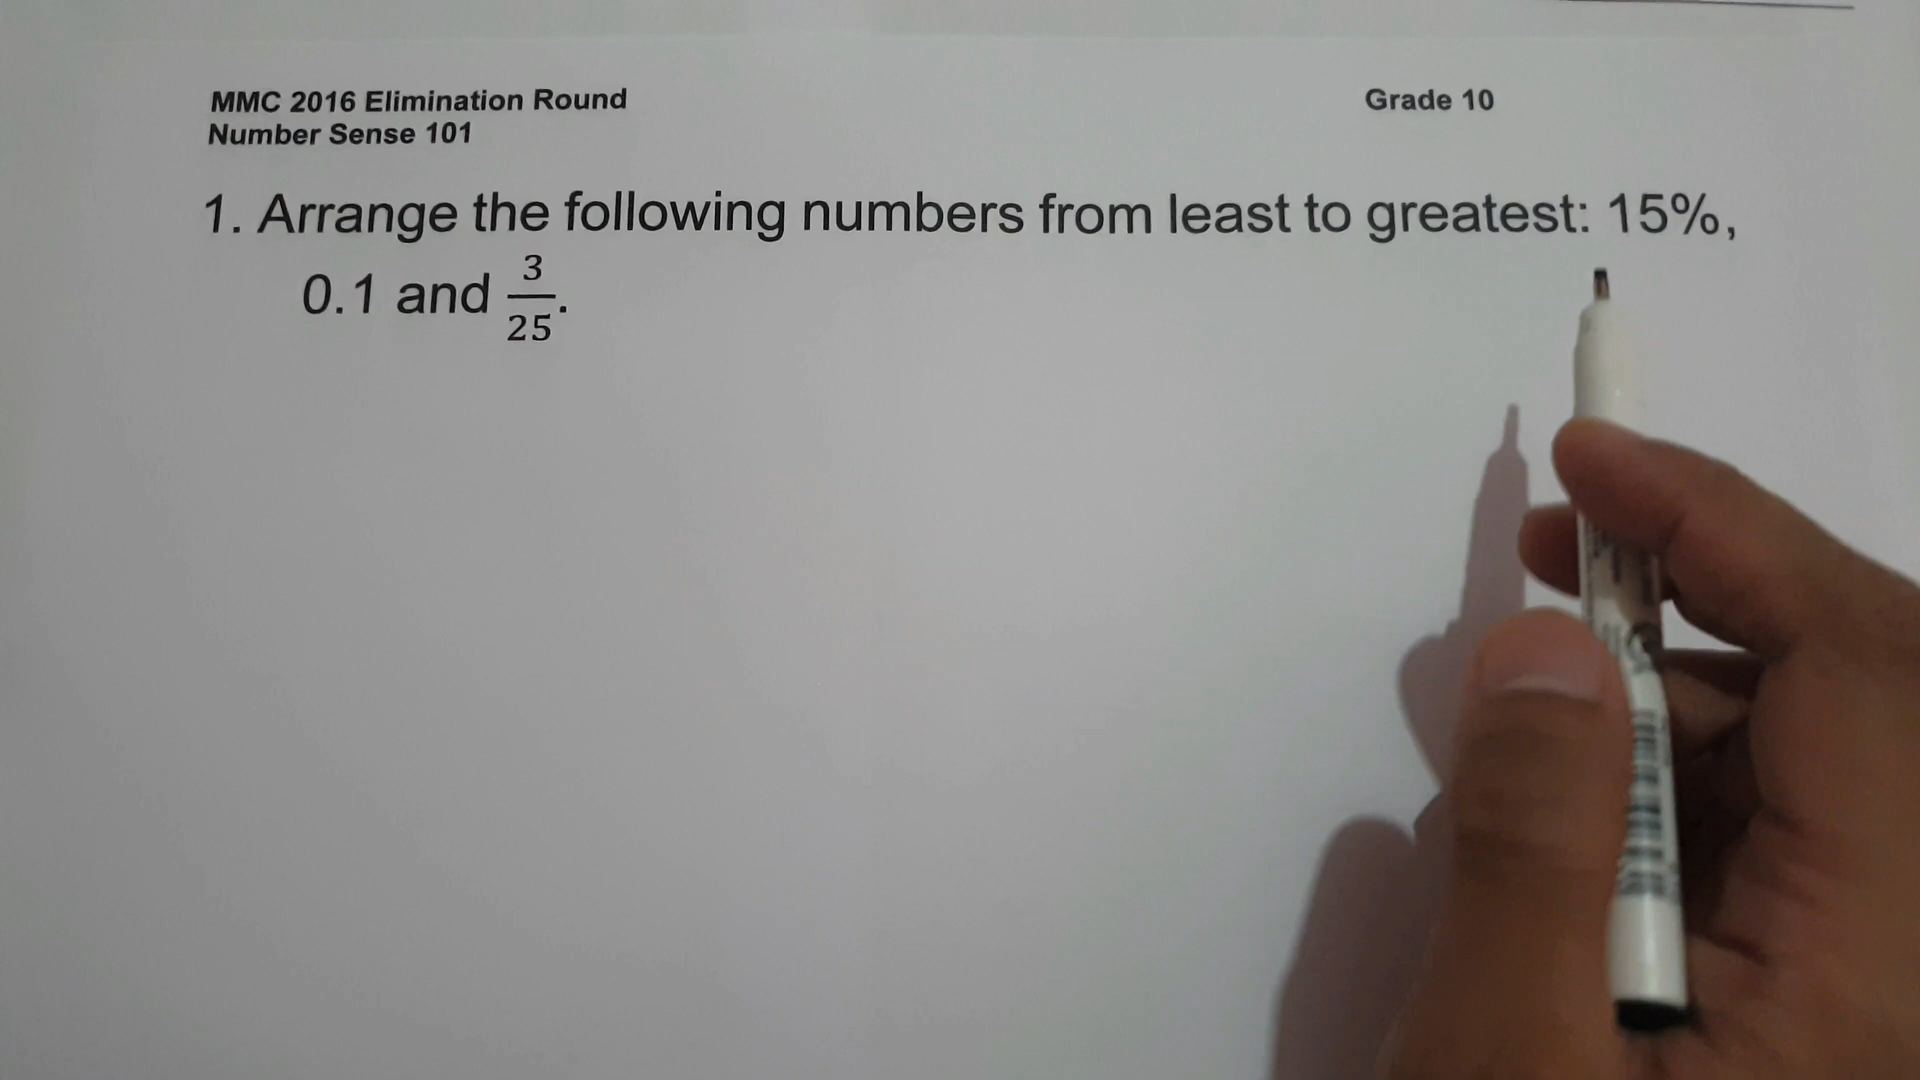 MMC 2016 Elimination Round Grade 10
Number Sense 101
1. Arrange the following numbers from least to greatest: 15%,
0.1 and 3/25.